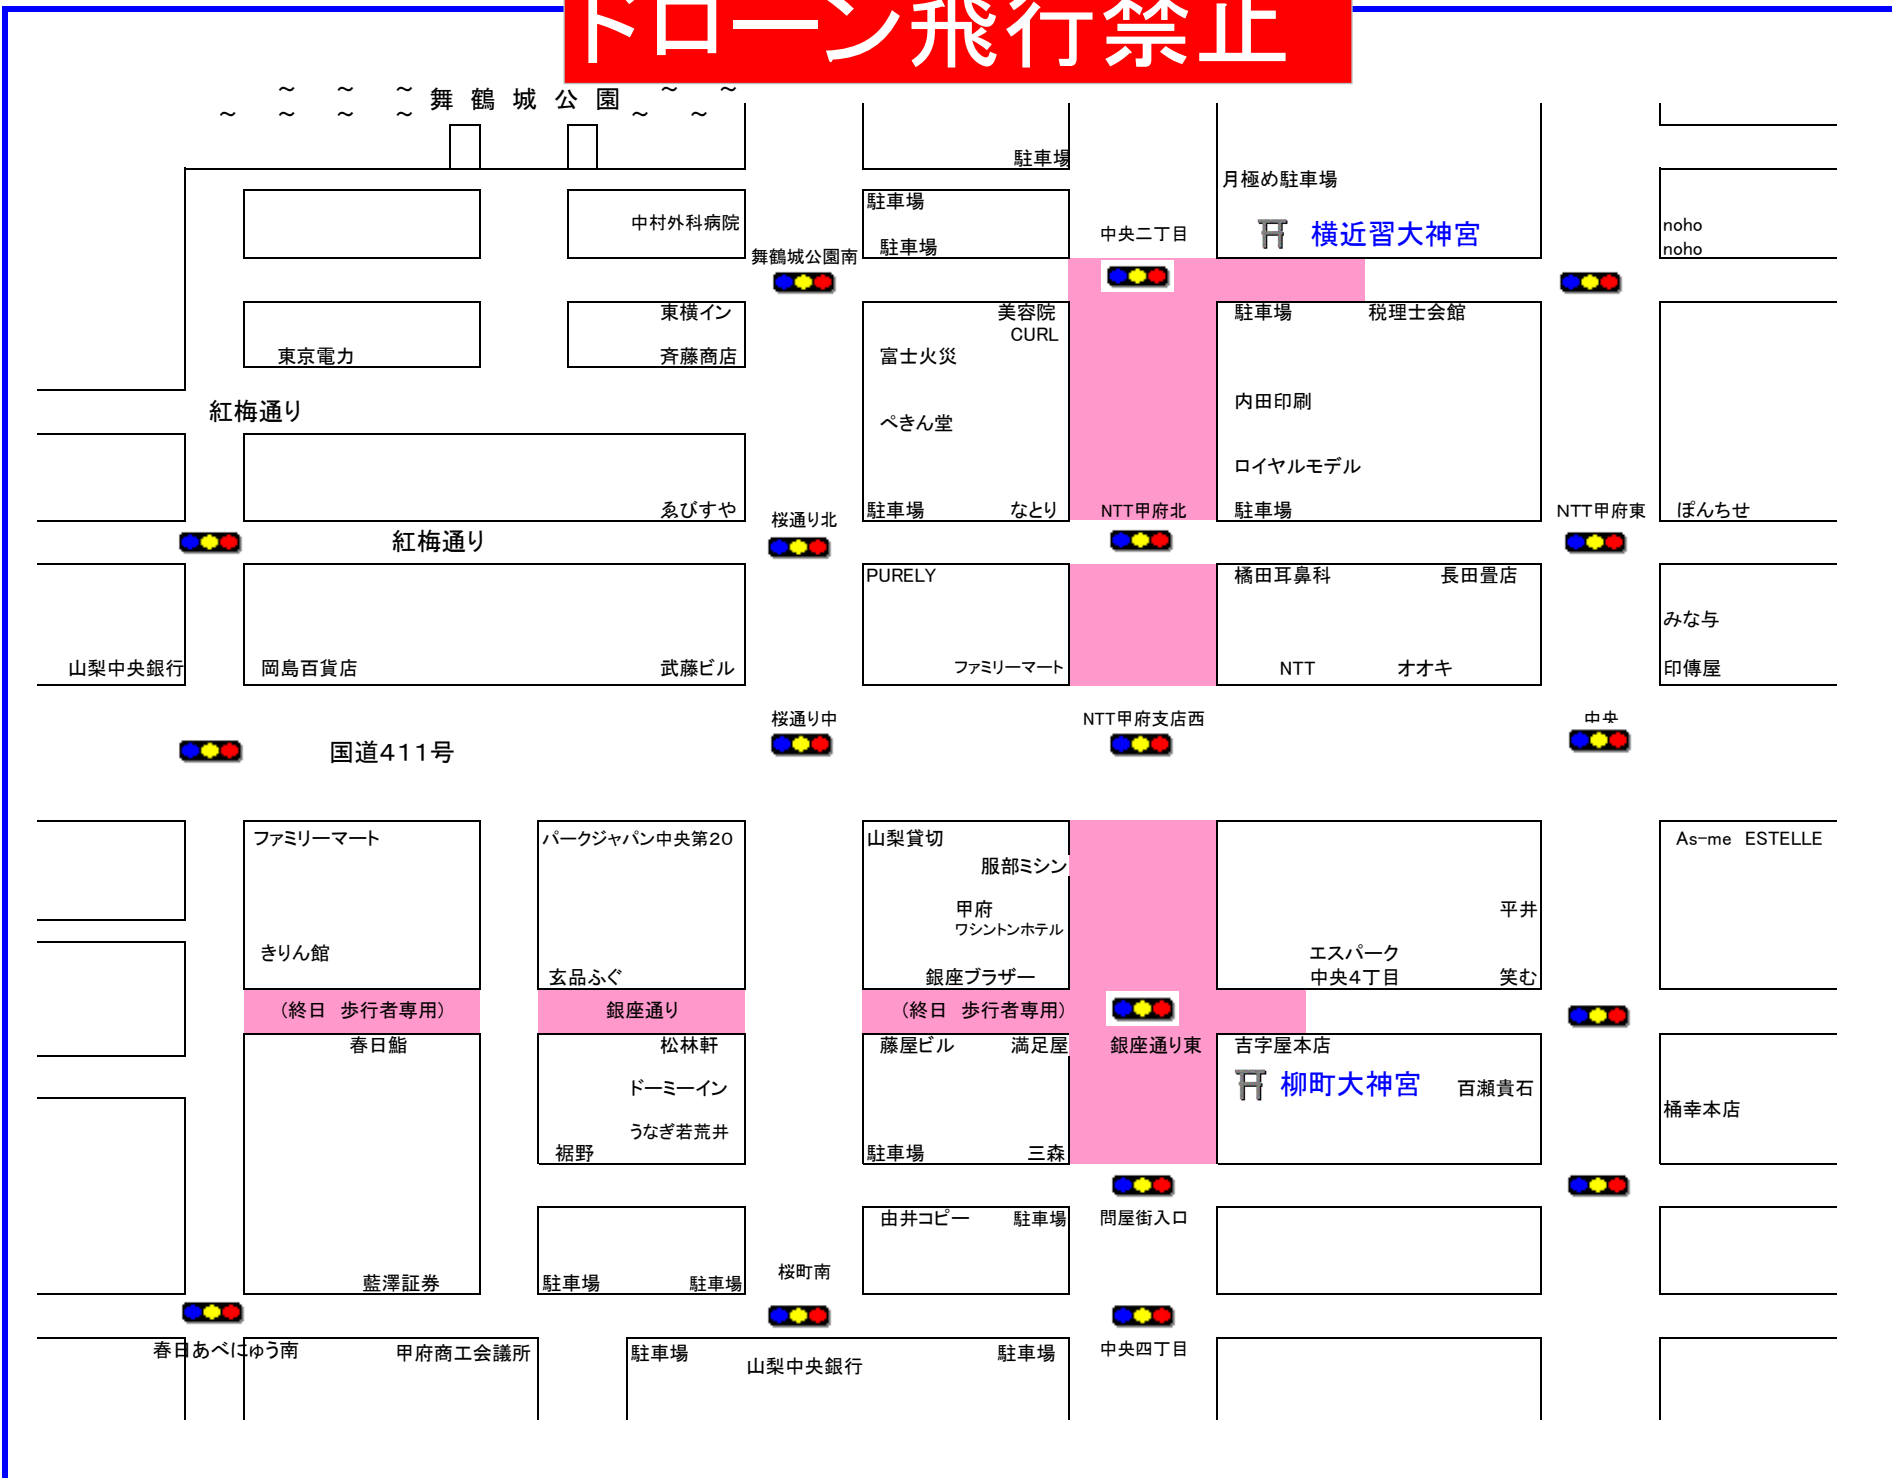 ドローン飛行禁止
～ ～ ～ 舞 鶴 城 公 園 ～ ～
～ ～ ～ ～ ～ ～
駐車場
月極め駐車場
駐車場
中村外科病院
中央二丁目
横近習大神宮
noho
駐車場
noho
舞鶴城公園南
東横イン
美容院
駐車場
税理士会館
CURL
東京電力
斉藤商店
富士火災
紅梅通り
内田印刷
ぺきん堂
ロイヤルモデル
ゑびすや
駐車場
なとり
NTT甲府北
駐車場
NTT甲府東
ぽんちせ
桜通り北
紅梅通り
PURELY
橘田耳鼻科
長田畳店
みな与
山梨中央銀行
岡島百貨店
武藤ビル
ファミリーマート
NTT
オオキ
印傳屋
桜通り中
NTT甲府支店西
中央
国道411号
ファミリーマート
パークジャパン中央第20
山梨貸切
As-me ESTELLE
服部ミシン
甲府
平井
ワシントンホテル
きりん館
エスパーク
玄品ふぐ
銀座ブラザー
中央4丁目
笑む
（終日 歩行者専用）
銀座通り
（終日 歩行者専用）
春日鮨
松林軒
藤屋ビル
満足屋
銀座通り東
吉字屋本店
ドーミーイン
柳町大神宮
百瀬貴石
桶幸本店
うなぎ若荒井
裾野
駐車場
三森
由井コピー
駐車場
問屋街入口
桜町南
藍澤証券
駐車場
駐車場
春日あべにゅう南
甲府商工会議所
駐車場
山梨中央銀行
駐車場
中央四丁目